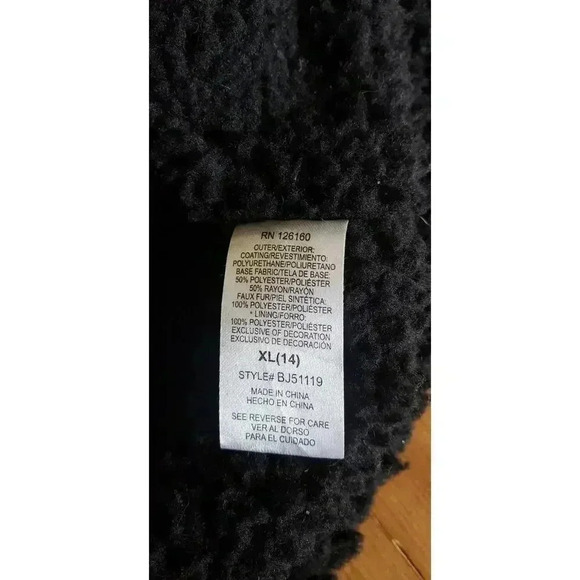 RN 126160
OUTER/EXTERIOR:
COATING/REVESTIMIENTO:
POLYURETHANE/POLIURETANO
BASE FABRIC/TELA DE BASE:
50% POLYESTER/POLIÉSTER
50% RAYON/RAYÓN
FAUX FUR/PIEL SINTÉTICA:
100% POLYESTER/POLIÉSTER
* LINING/FORRO:
100% POLYESTER/POLIÉSTER
EXCLUSIVE OF DECORATION
EXCLUSIVO DE DECORACIÓN
XL(14)
STYLE# BJ51119
MADE IN CHINA
HECHO EN CHINA
SEE REVERSE FOR CARE
VER AL DORSO
PARA EL CUIDADO